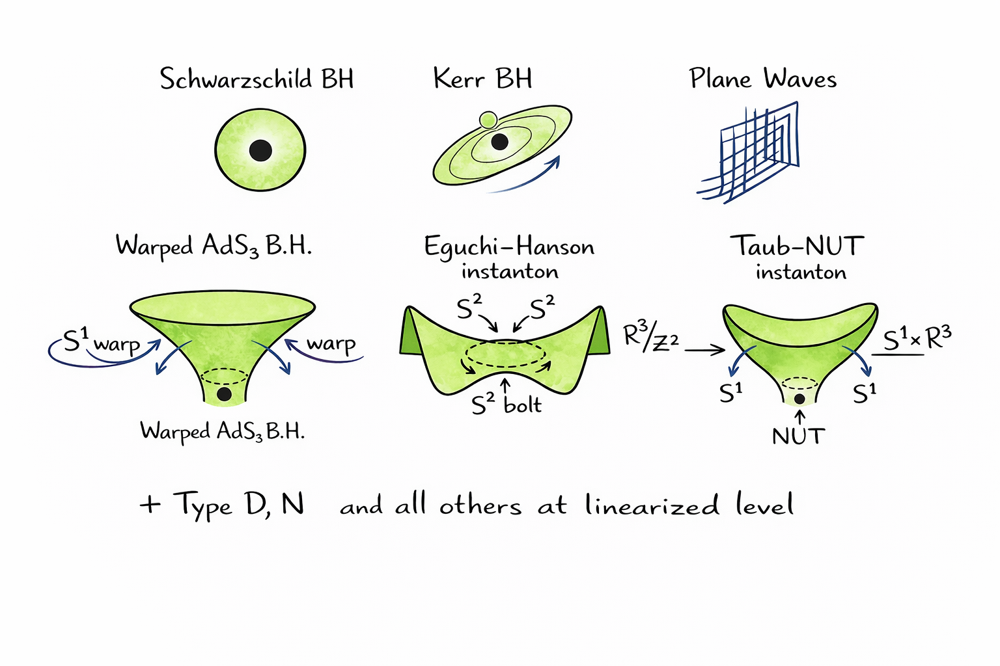 Schwarzschild BH
Kerr BH
Plane Waves
Warped AdS₃ B.H.
Eguchi–Hanson
instanton
Taub–NUT
instanton
S¹ warp
warp
S² S²
S² bolt
R³/Z²
S¹×R³
S¹ S¹
NUT
Warped AdS₃ B.H.
+ Type D, N and all others at linearized level